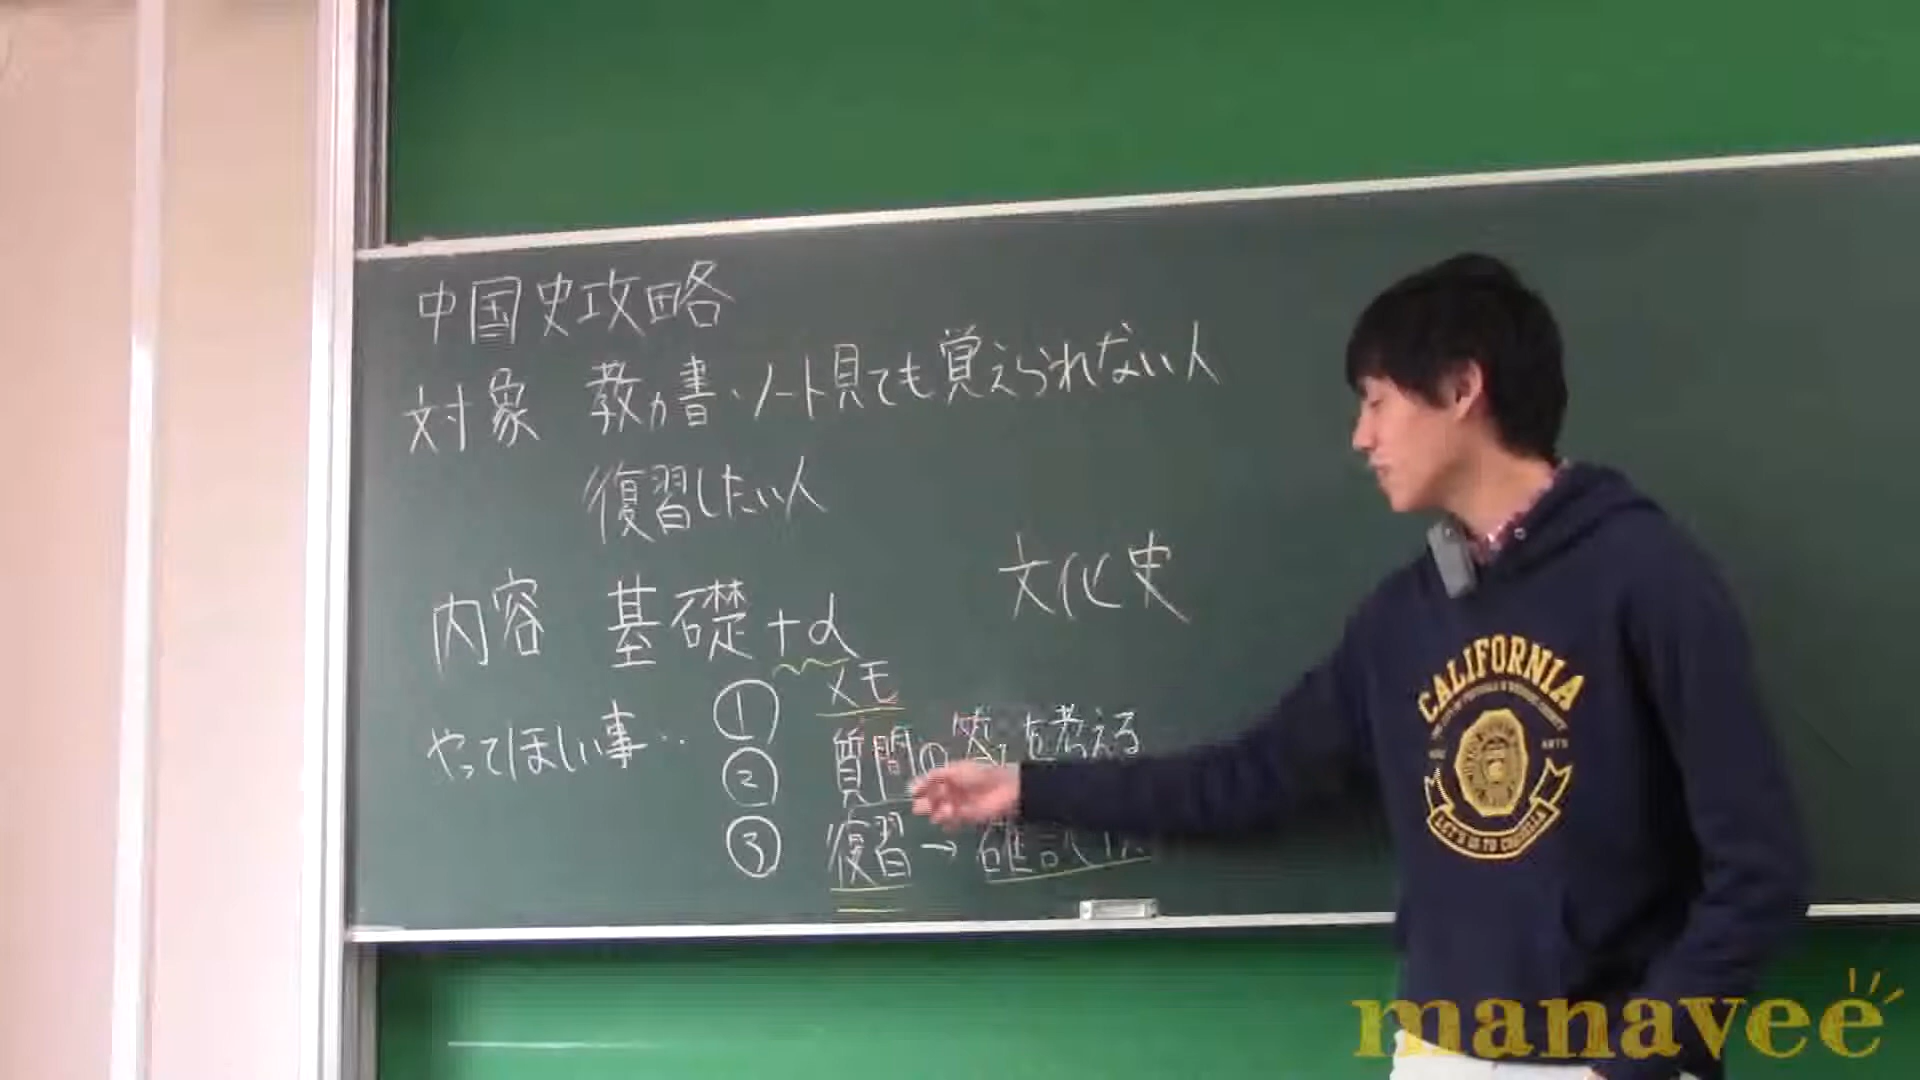 中国史攻略
対象 教カ書・ノート見ても覚えられない人
復習したい人
内容 基礎+α
文化史
やってほしい事‥
① メモ
② 質問の答を考える
③ 復習→確認
CALIFORNIA
manavee